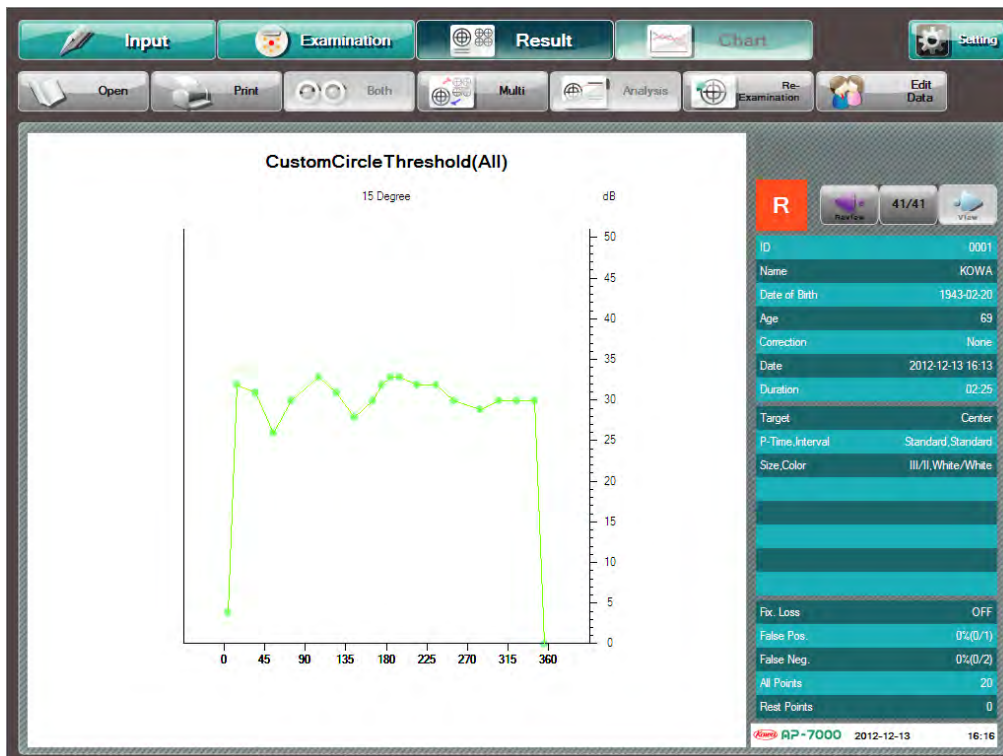 Input Examination Result Chart Setting
Open Print Both Multi Analysis Re-Examination Edit Data
CustomCircleThreshold(All)
15 Degree dB
50
45
40
35
30
25
20
15
10
5
0
0 45 90 135 180 225 270 315 360
R Review 41/41 View
ID 0001
Name KOWA
Date of Birth 1943-02-20
Age 69
Correction None
Date 2012-12-13 16:13
Duration 02:25
Target Center
P-Time,Interval Standard,Standard
Size,Color III/II,White/White
Fix. Loss OFF
False Pos. 0%(0/1)
False Neg. 0%(0/2)
All Points 20
Rest Points 0
Kowa AP-7000 2012-12-13 16:16